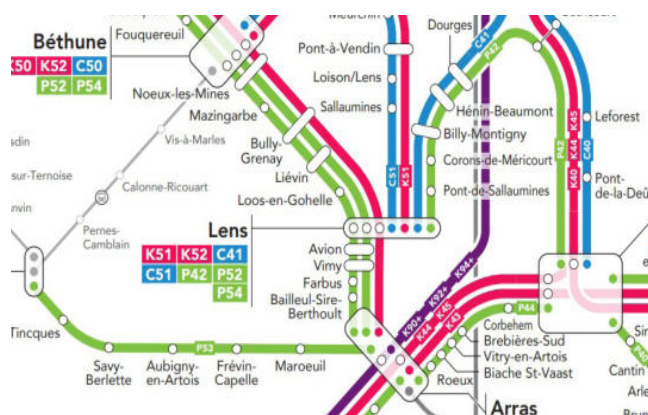 Fouquereuil
Béthune
K50 K52 C50
P52 P54
Noeux-les-Mines
Mazingarbe
Bully-
Grenay
Liévin
Loos-en-Gohelle
Vis-à-Marles
Calonne-Ricouart
Pernes-
Camblain
sur-Ternoise
Lens
K51 K52 C41
C51 P42 P52
P54
Avion
Vimy
Farbus
Bailleul-Sire-
Berthoult
Pont-à-Vendin
Loison/Lens
Sallaumines
C51
K51
Dourges
C41
P42
Hénin-Beaumont
Billy-Montigny
Corons-de-Méricourt
Pont-de-Sallaumines
P42
K45
K44
K40
C40
Leforest
Pont-
K90+
K92+
K94+
K44
K45
K43
P44
Corbehem
Brebières-Sud
Vitry-en-Artois
Biache St-Vaast
Roeux
Arras
Tincques
Savy-
Berlette
Aubigny-
en-Artois
Frévin-
Capelle
Maroeuil
P53
P40
Cantin